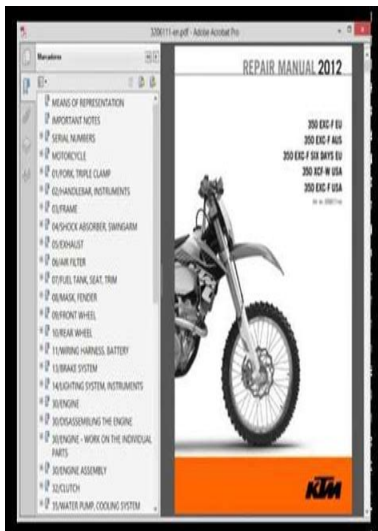 3206111-en.pdf - Adobe Acrobat Pro
Marcadores
MEANS OF REPRESENTATION
IMPORTANT NOTES
SERIAL NUMBERS
MOTORCYCLE
01/FORK, TRIPLE CLAMP
02/HANDLEBAR, INSTRUMENTS
03/FRAME
04/SHOCK ABSORBER, SWINGARM
05/EXHAUST
06/AIR FILTER
07/FUEL TANK, SEAT, TRIM
08/MASK, FENDER
09/FRONT WHEEL
10/REAR WHEEL
11/WIRING HARNESS, BATTERY
13/BRAKE SYSTEM
14/LIGHTING SYSTEM, INSTRUMENTS
30/ENGINE
30/DISASSEMBLING THE ENGINE
30/ENGINE - WORK ON THE INDIVIDUAL
PARTS
30/ENGINE ASSEMBLY
32/CLUTCH
35/WATER PUMP, COOLING SYSTEM
REPAIR MANUAL 2012
350 EXC-F EU
350 EXC-F AUS
350 EXC-F SIX DAYS EU
350 XCF-W USA
350 EXC-F USA
KTM